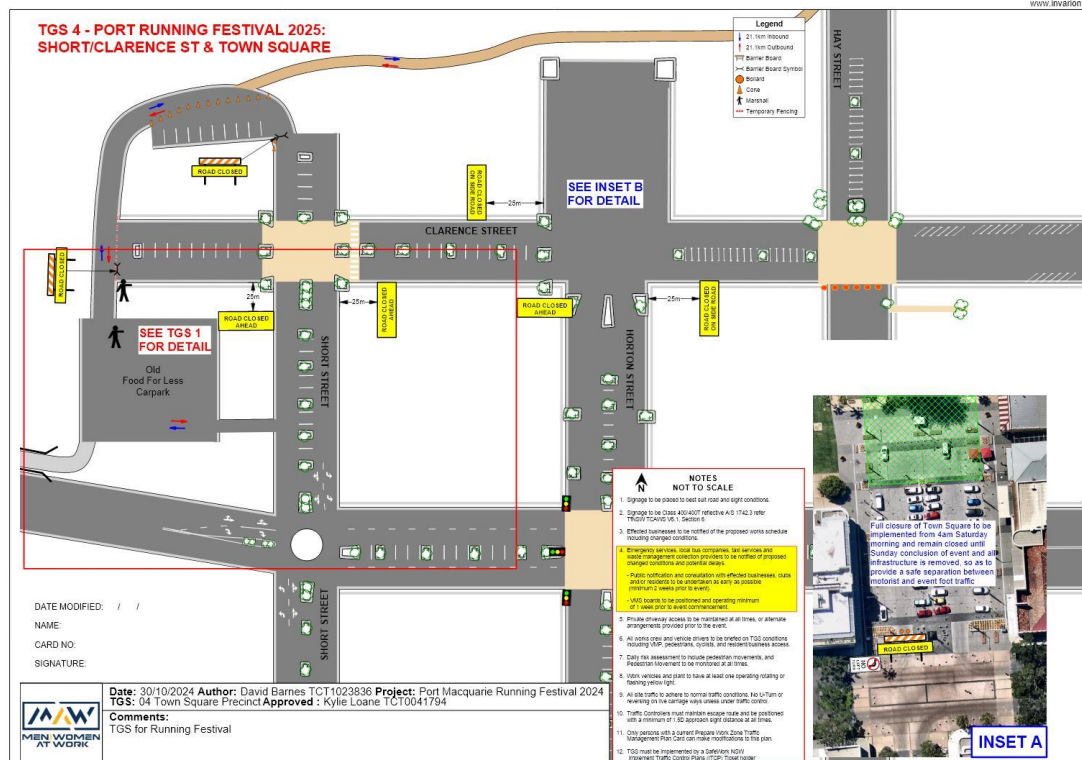 www.invarion
TGS 4 - PORT RUNNING FESTIVAL 2025:
SHORT/CLARENCE ST & TOWN SQUARE
Legend
21.1km Inbound
21.1km Outbound
Barrier Board
Barrier Board Symbol
Bollard
Cone
Marshall
Temporary Fencing
HAY STREET
ROAD CLOSED
ROAD CLOSED
ON SIDE ROAD
25m
SEE INSET B
FOR DETAIL
CLARENCE STREET
ROAD CLOSED
25m
ROAD CLOSED
AHEAD
25m
ROAD CLOSED
AHEAD
ROAD CLOSED
AHEAD
25m
ROAD CLOSED
ON SIDE ROAD
SEE TGS 1
FOR DETAIL
Old
Food For Less
Carpark
SHORT STREET
HORTON STREET
SHORT STREET
NOTES
NOT TO SCALE
N
1. Signage to be placed to best suit road and sight conditions.
2. Signage to be Class 400/400T reflective A/S 1742.3 refer
TfNSW TCAWS V6.1, Section 6
3. Effected businesses to be notified of the proposed works schedule
including changed conditions.
4. Emergency services, local bus companies, taxi services and
waste management collection providers to be notified of proposed
changed conditions and potential delays.
- Public notification and consultation with effected businesses, clubs
and/or residents to be undertaken as early as possible
(minimum 2 weeks prior to event).
- VMS boards to be positioned and operating minimum
of 1 week prior to event commencement.
5. Private driveway access to be maintained at all times, or alternate
arrangements provided prior to the event.
6. All works crew and vehicle drivers to be briefed on TGS conditions
including VMP, pedestrians, cyclists, and resident/business access.
7. Daily risk assessment to include pedestrian movements, and
Pedestrian Movement to be monitored at all times.
8. Work vehicles and plant to have at least one operating rotating or
flashing yellow light.
9. All site traffic to adhere to normal traffic conditions. No U-Turn or
reversing on live carriage ways unless under traffic control.
10. Traffic Controllers must maintain escape route and be positioned
with a minimum of 1.5D approach sight distance at all times.
11. Only persons with a current Prepare Work Zone Traffic
Management Plan Card can make modifications to this plan.
12. TGS must be implemented by a SafeWork NSW
Implement Traffic Control Plans (ITCP) Ticket holder
Full closure of Town Square to be
implemented from 4am Saturday
morning and remain closed until
Sunday conclusion of event and all
infrastructure is removed, so as to
provide a safe separation between
motorist and event foot traffic
ROAD CLOSED
INSET A
DATE MODIFIED: / /
NAME:
CARD NO:
SIGNATURE:
MAW
MEN WOMEN
AT WORK
Date: 30/10/2024 Author: David Barnes TCT1023836 Project: Port Macquarie Running Festival 2024
TGS: 04 Town Square Precinct Approved : Kylie Loane TCT0041794
Comments:
TGS for Running Festival